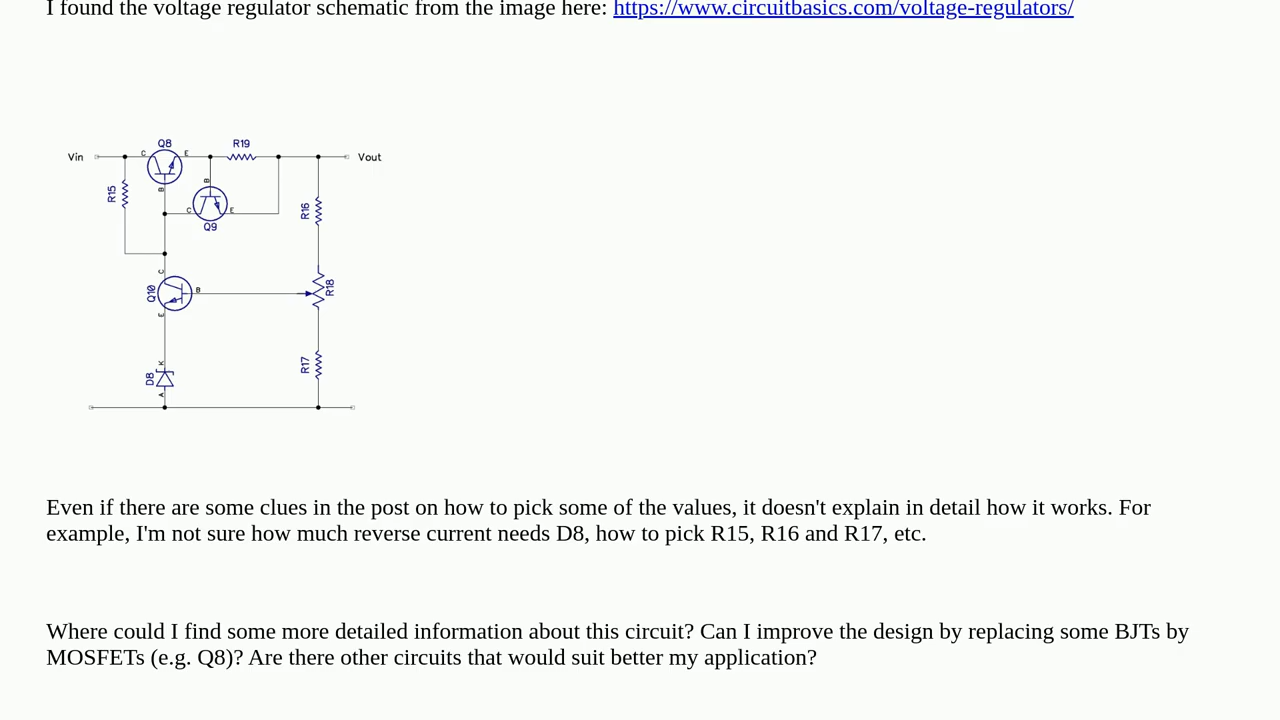 I found the voltage regulator schematic from the image here: https://www.circuitbasics.com/voltage-regulators/
Q8 R19
Vin C E Vout
B B
R15
C E
Q9
R16
C
Q10 B R18
E
K
D8 R17
A
Even if there are some clues in the post on how to pick some of the values, it doesn't explain in detail how it works. For
example, I'm not sure how much reverse current needs D8, how to pick R15, R16 and R17, etc.
Where could I find some more detailed information about this circuit? Can I improve the design by replacing some BJTs by
MOSFETs (e.g. Q8)? Are there other circuits that would suit better my application?